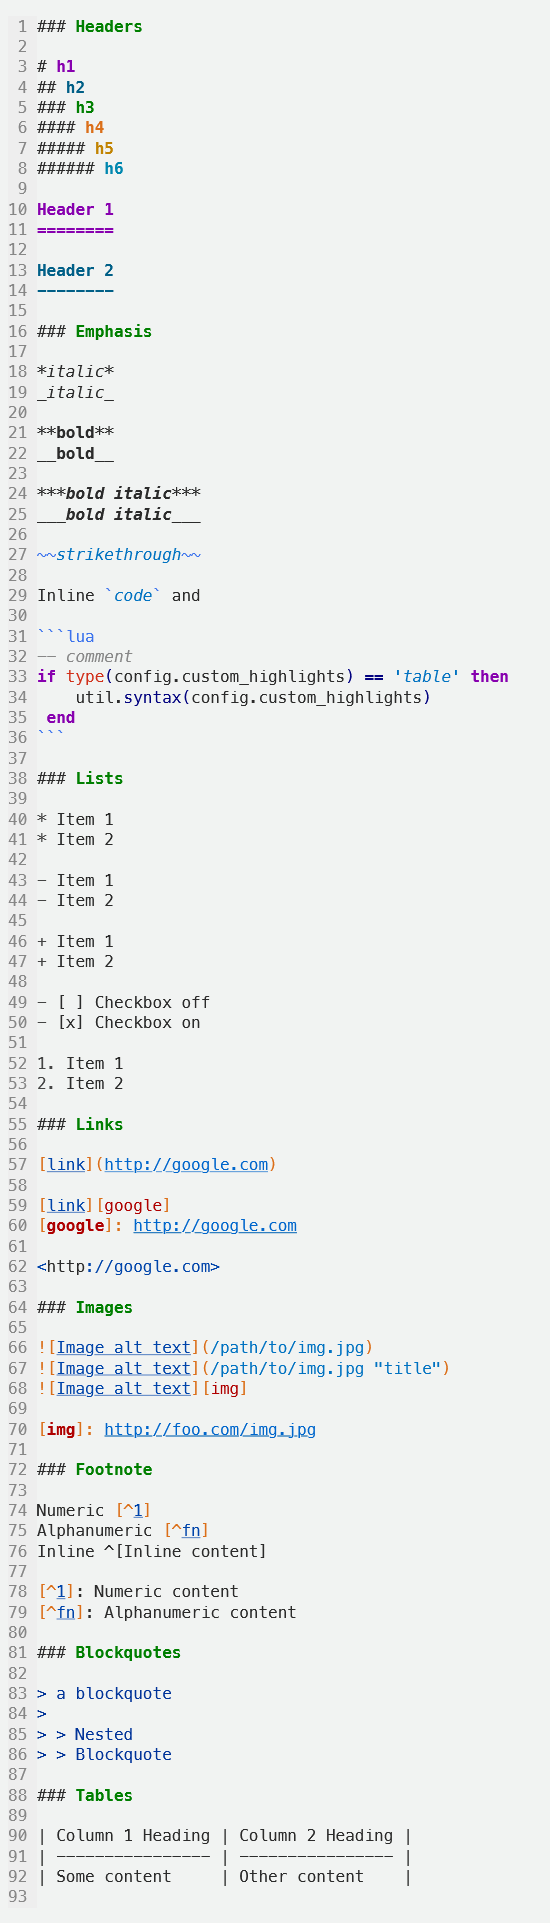 1 ### Headers
2
3 # h1
4 ## h2
5 ### h3
6 #### h4
7 ##### h5
8 ###### h6
9
10 Header 1
11 ========
12
13 Header 2
14 --------
15
16 ### Emphasis
17
18 *italic*
19 _italic_
20
21 **bold**
22 __bold__
23
24 ***bold italic***
25 ___bold italic___
26
27 ~~strikethrough~~
28
29 Inline `code` and
30
31 ```lua
32 -- comment
33 if type(config.custom_highlights) == 'table' then
34     util.syntax(config.custom_highlights)
35  end
36 ```
37
38 ### Lists
39
40 * Item 1
41 * Item 2
42
43 - Item 1
44 - Item 2
45
46 + Item 1
47 + Item 2
48
49 - [ ] Checkbox off
50 - [x] Checkbox on
51
52 1. Item 1
53 2. Item 2
54
55 ### Links
56
57 [link](http://google.com)
58
59 [link][google]
60 [google]: http://google.com
61
62 <http://google.com>
63
64 ### Images
65
66 ![Image alt text](/path/to/img.jpg)
67 ![Image alt text](/path/to/img.jpg "title")
68 ![Image alt text][img]
69
70 [img]: http://foo.com/img.jpg
71
72 ### Footnote
73
74 Numeric [^1]
75 Alphanumeric [^fn]
76 Inline ^[Inline content]
77
78 [^1]: Numeric content
79 [^fn]: Alphanumeric content
80
81 ### Blockquotes
82
83 > a blockquote
84 >
85 > > Nested
86 > > Blockquote
87
88 ### Tables
89
90 | Column 1 Heading | Column 2 Heading |
91 | ---------------- | ---------------- |
92 | Some content     | Other content    |
93